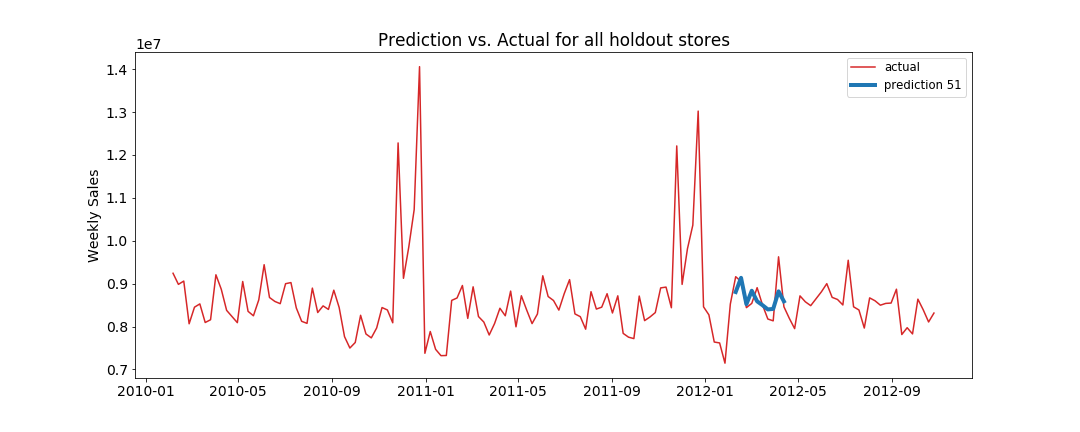 Prediction vs. Actual for all holdout stores
1e7
actual
prediction 51
Weekly Sales
1.4
1.3
1.2
1.1
1.0
0.9
0.8
0.7
2010-01 2010-05 2010-09 2011-01 2011-05 2011-09 2012-01 2012-05 2012-09